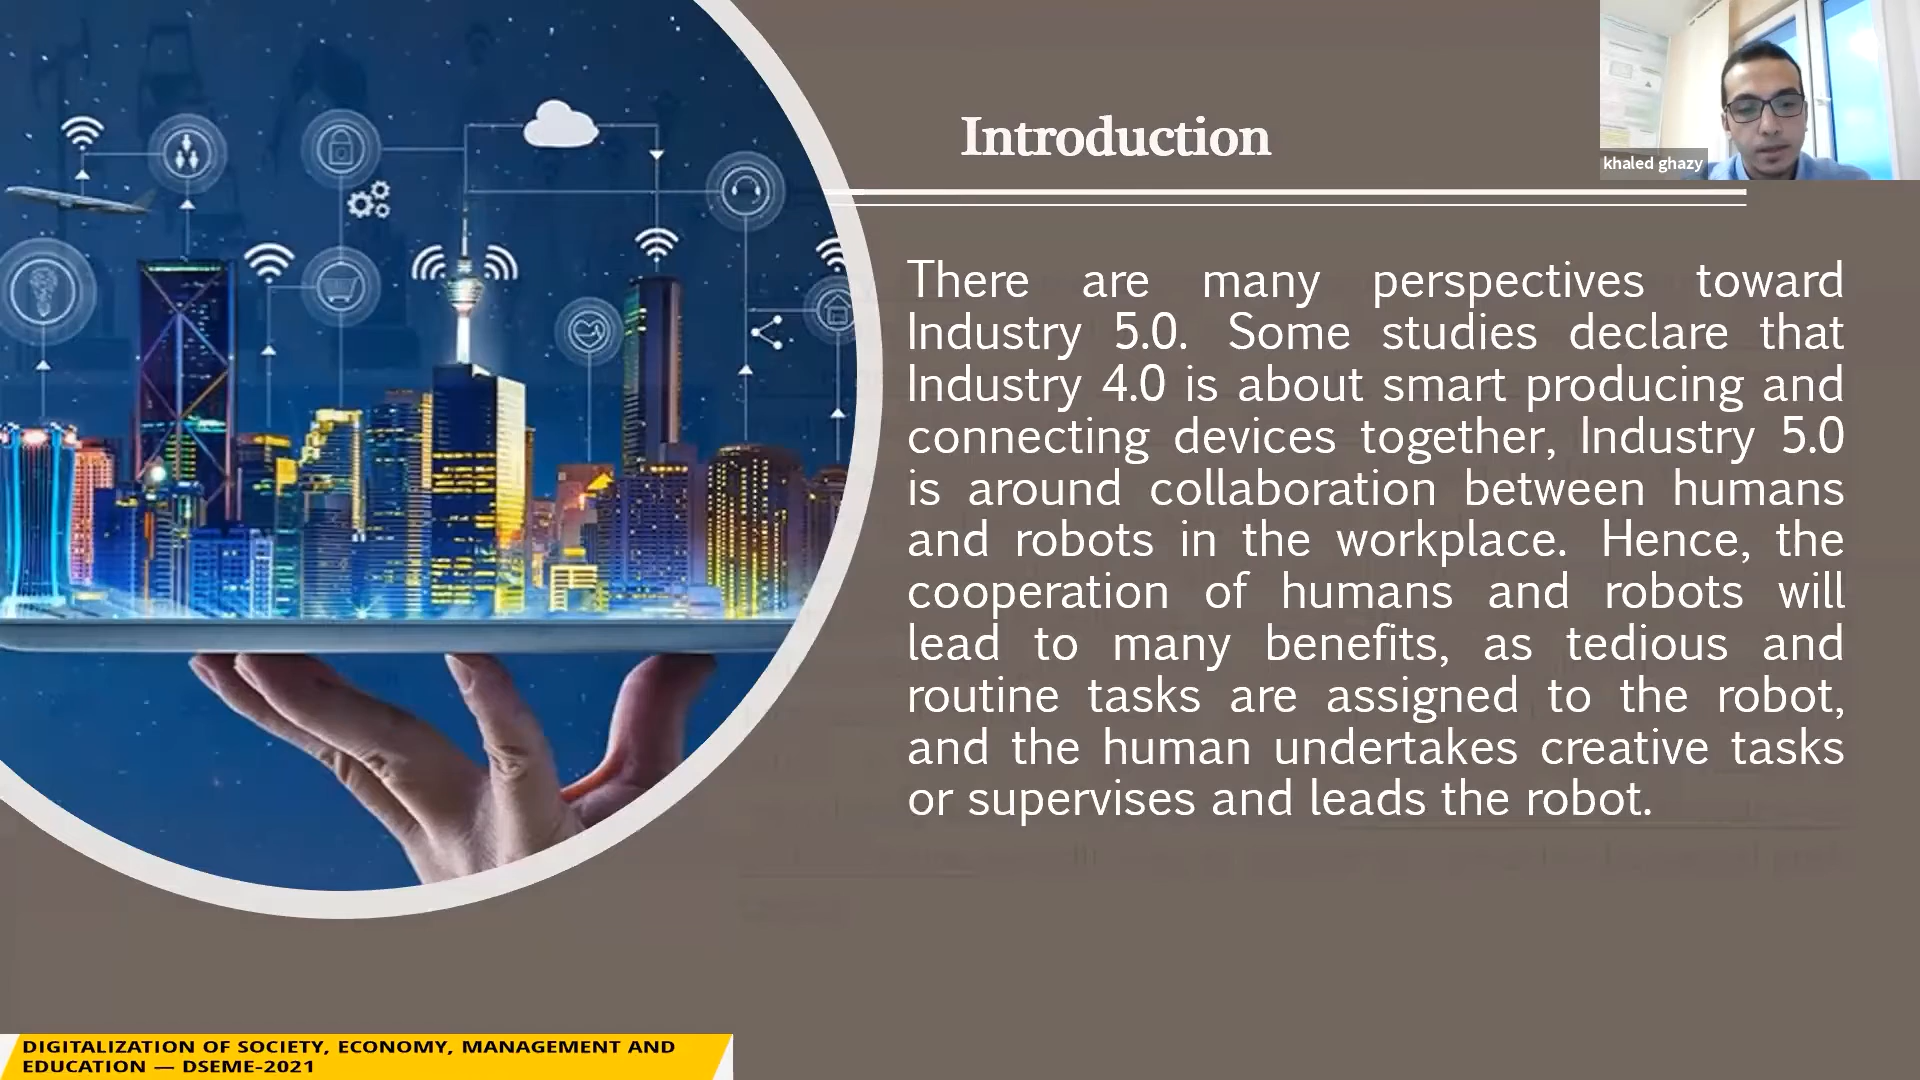 Introduction
khaled ghazy
There are many perspectives toward
Industry 5.0. Some studies declare that
Industry 4.0 is about smart producing and
connecting devices together, Industry 5.0
is around collaboration between humans
and robots in the workplace. Hence, the
cooperation of humans and robots will
lead to many benefits, as tedious and
routine tasks are assigned to the robot,
and the human undertakes creative tasks
or supervises and leads the robot.
DIGITALIZATION OF SOCIETY, ECONOMY, MANAGEMENT AND
EDUCATION — DSEME-2021